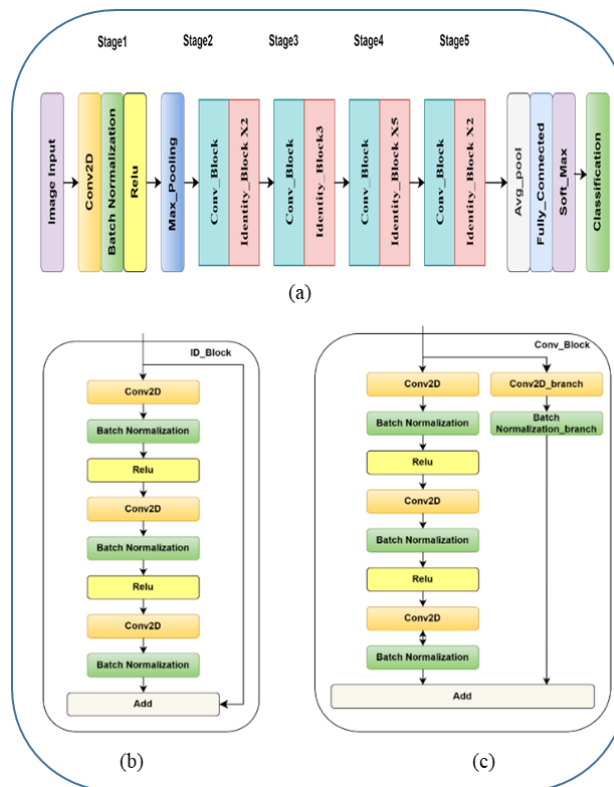 Stage1 Stage2 Stage3 Stage4 Stage5
Image Input
Conv2D
Batch Normalization
Relu
Max_Pooling
Conv_Block
Identity_Block X2
Conv_Block
Identity_Block3
Conv_Block
Identity_Block X5
Conv_Block
Identity_Block X2
Avg_pool
Fully_Connected
Soft_Max
Classification
(a)
ID_Block
Conv2D
Batch Normalization
Relu
Conv2D
Batch Normalization
Relu
Conv2D
Batch Normalization
Add
(b)
Conv_Block
Conv2D
Conv2D_branch
Batch Normalization
Batch
Normalization_branch
Relu
Conv2D
Batch Normalization
Relu
Conv2D
Batch Normalization
Add
(c)